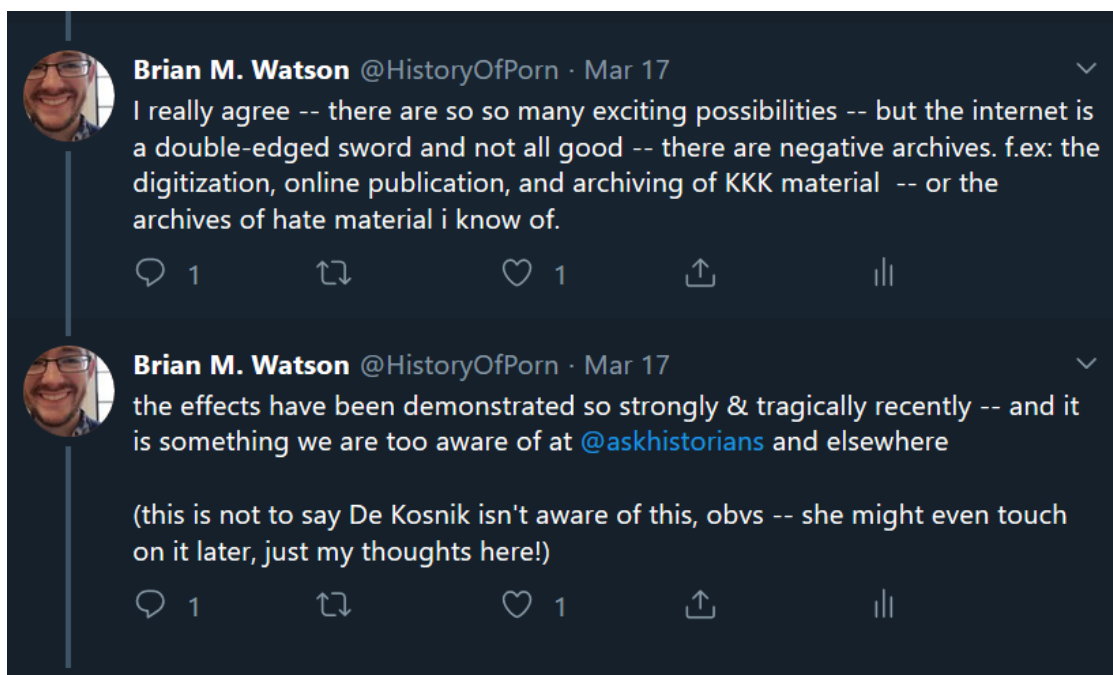 Brian M. Watson @HistoryOfPorn · Mar 17
I really agree -- there are so so many exciting possibilities -- but the internet is
a double-edged sword and not all good -- there are negative archives. f.ex: the
digitization, online publication, and archiving of KKK material  -- or the
archives of hate material i know of.
1 1
Brian M. Watson @HistoryOfPorn · Mar 17
the effects have been demonstrated so strongly & tragically recently -- and it
is something we are too aware of at @askhistorians and elsewhere
(this is not to say De Kosnik isn't aware of this, obvs -- she might even touch
on it later, just my thoughts here!)
1 1